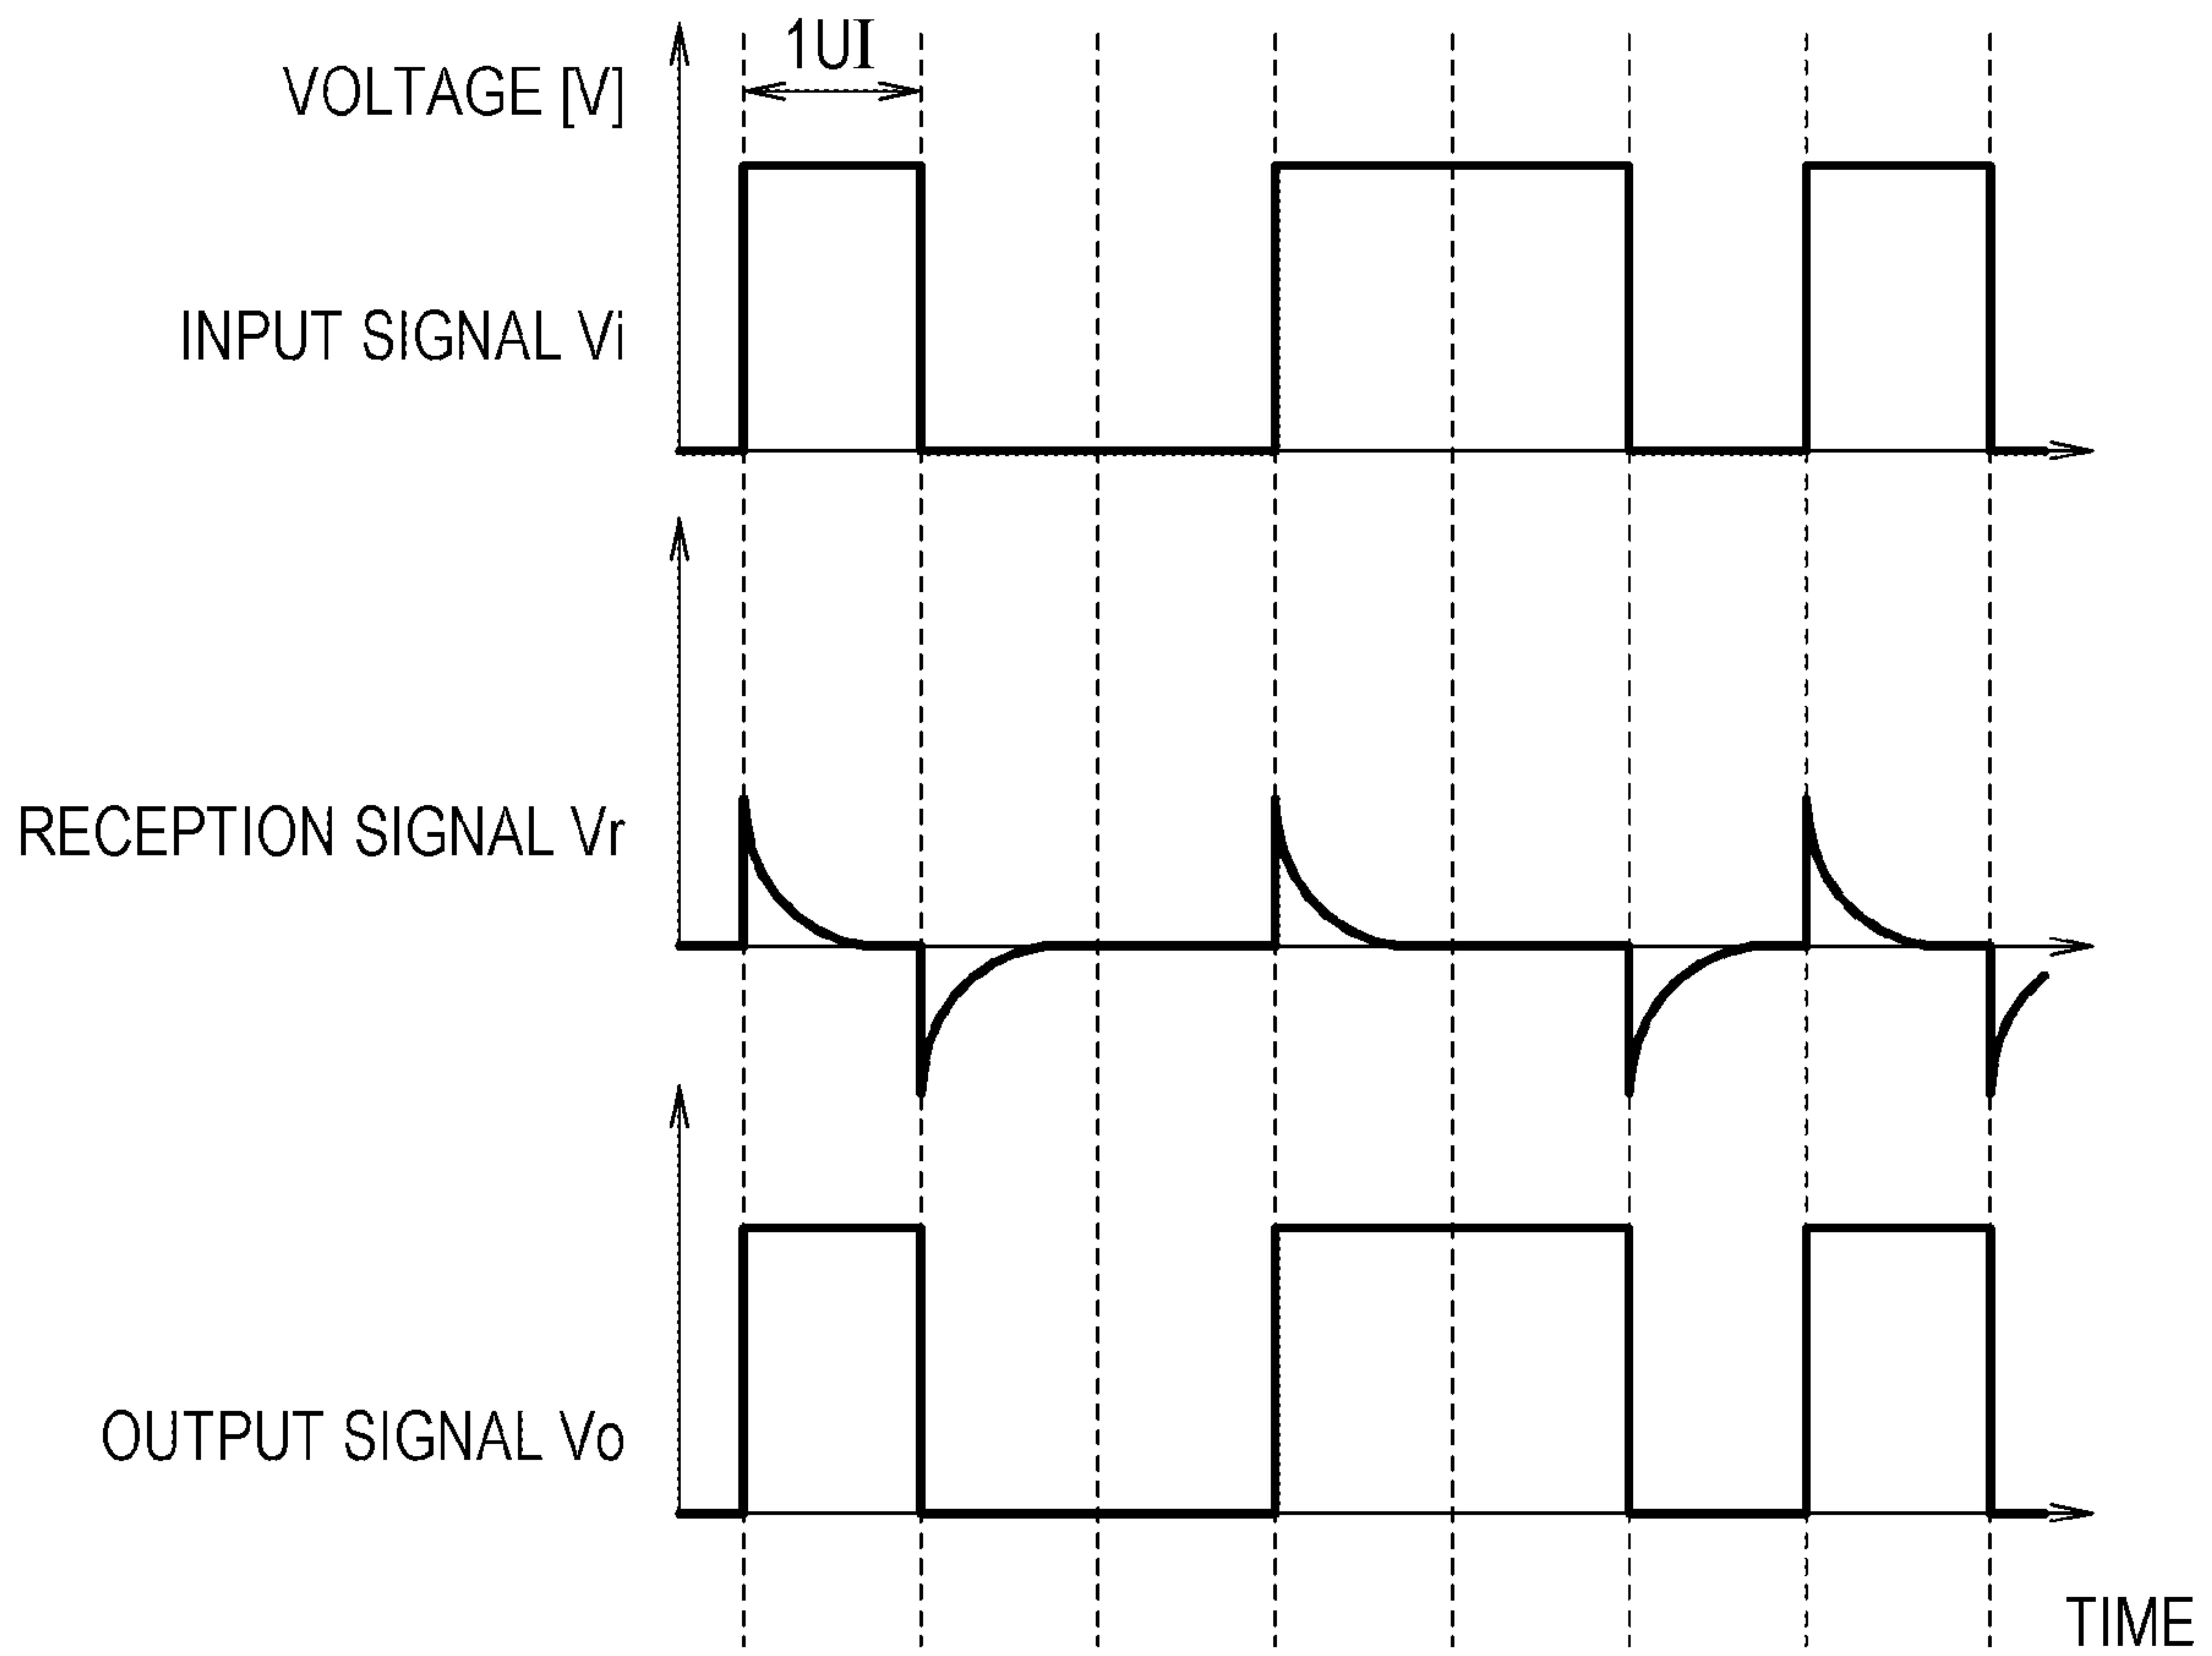 1UI
VOLTAGE [V]
INPUT SIGNAL Vi
RECEPTION SIGNAL Vr
OUTPUT SIGNAL Vo
TIME